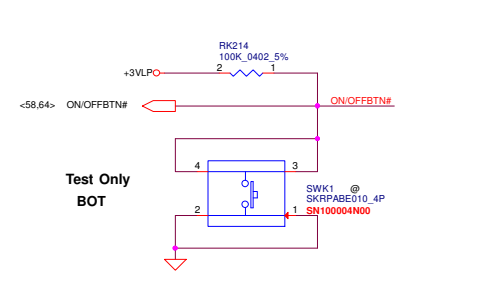 RK214
100K_0402_5%
2 1
+3VLP
<58,64> ON/OFFBTN# ON/OFFBTN#
4 3
Test Only
BOT
SWK1 @
SKRPABE010_4P
SN100004N00
2 1